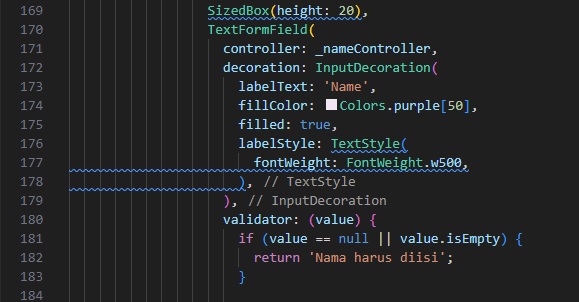 169 SizedBox(height: 20),
170 TextFormField(
171 controller: _nameController,
172 decoration: InputDecoration(
173 labelText: 'Name',
174 fillColor: Colors.purple[50],
175 filled: true,
176 labelStyle: TextStyle(
177 fontWeight: FontWeight.w500,
178 ), // TextStyle
179 ), // InputDecoration
180 validator: (value) {
181 if (value == null || value.isEmpty) {
182 return 'Nama harus diisi';
183 }
184